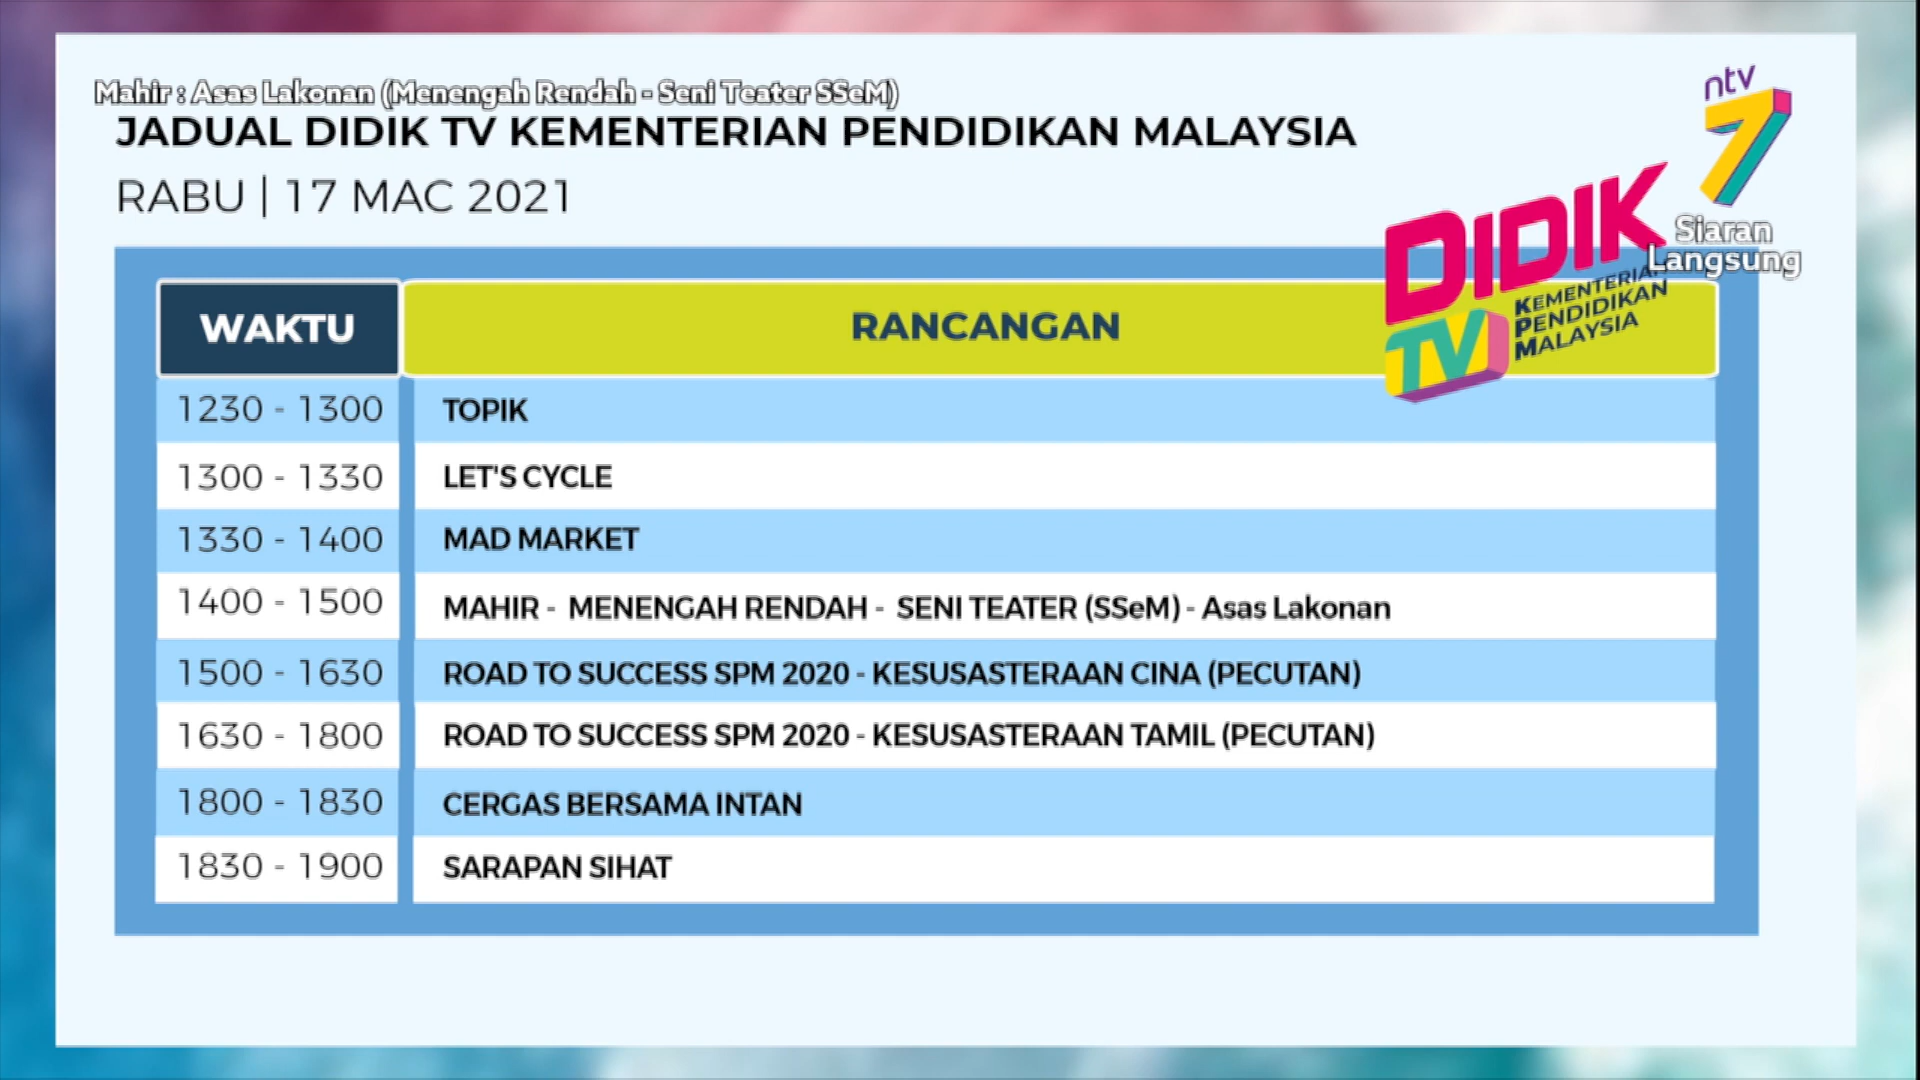 Mahir : Asas Lakonan (Menengah Rendah - Seni Teater SSeM)
JADUAL DIDIK TV KEMENTERIAN PENDIDIKAN MALAYSIA
RABU | 17 MAC 2021
ntv
7
Siaran
Langsung
DIDIK
TV
KEMENTERIAN
PENDIDIKAN
MALAYSIA
WAKTU RANCANGAN
1230 - 1300 TOPIK
1300 - 1330 LET'S CYCLE
1330 - 1400 MAD MARKET
1400 - 1500 MAHIR - MENENGAH RENDAH - SENI TEATER (SSeM) - Asas Lakonan
1500 - 1630 ROAD TO SUCCESS SPM 2020 - KESUSASTERAAN CINA (PECUTAN)
1630 - 1800 ROAD TO SUCCESS SPM 2020 - KESUSASTERAAN TAMIL (PECUTAN)
1800 - 1830 CERGAS BERSAMA INTAN
1830 - 1900 SARAPAN SIHAT